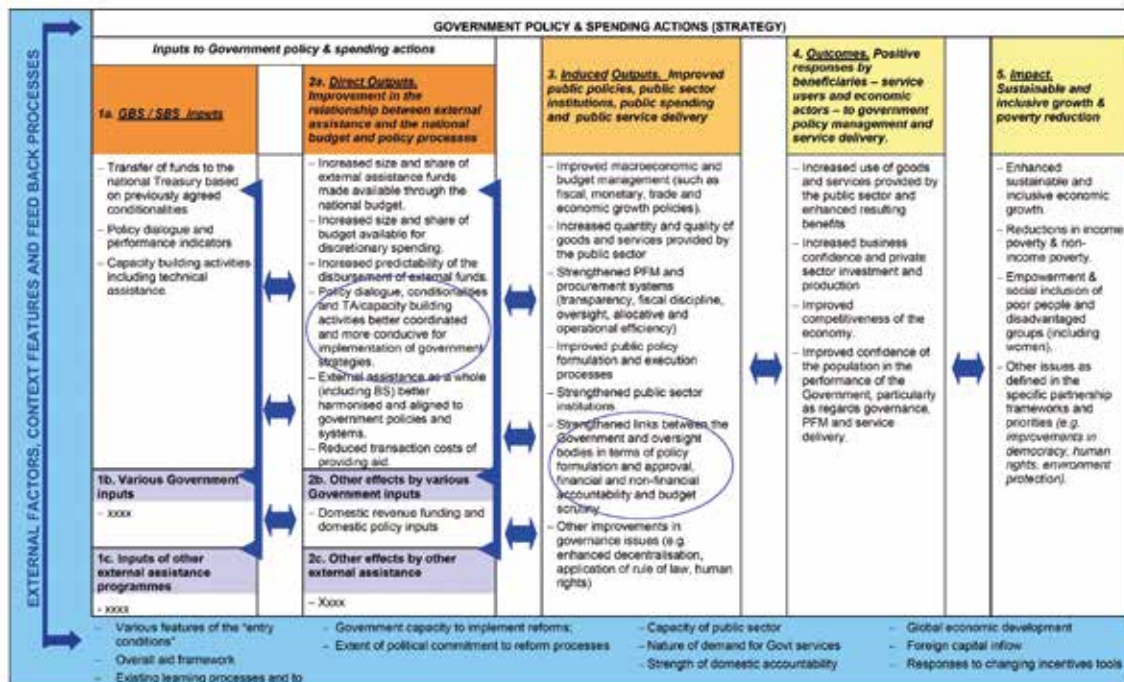 EXTERNAL FACTORS, CONTEXT FEATURES AND FEED BACK PROCESSES
GOVERNMENT POLICY & SPENDING ACTIONS (STRATEGY)
Inputs to Government policy & spending actions
1a. GBS / SBS Inputs
– Transfer of funds to the
national Treasury based
on previously agreed
conditionalities
– Policy dialogue and
performance indicators
– Capacity building activities
including technical
assistance.
1b. Various Government
inputs
– xxxx
1c. Inputs of other
external assistance
programmes
- xxxx
2a. Direct Outputs.
Improvement in the
relationship between external
assistance and the national
budget and policy processes
– Increased size and share of
external assistance funds
made available through the
national budget.
– Increased size and share of
budget available for
discretionary spending.
– Increased predictability of the
disbursement of external funds.
– Policy dialogue, conditionalities
and TA/capacity building
activities better coordinated
and more conducive for
implementation of government
strategies.
– External assistance as a whole
(including BS) better
harmonised and aligned to
government policies and
systems.
– Reduced transaction costs of
providing aid.
2b. Other effects by various
Government inputs
– Domestic revenue funding and
domestic policy inputs
2c. Other effects by other
external assistance
– Xxxx
3. Induced Outputs. Improved
public policies, public sector
institutions, public spending
and public service delivery
– Improved macroeconomic and
budget management (such as
fiscal, monetary, trade and
economic growth policies).
– Increased quantity and quality of
goods and services provided by
the public sector
– Strengthened PFM and
procurement systems
(transparency, fiscal discipline,
oversight, allocative and
operational efficiency)
– Improved public policy
formulation and execution
processes
– Strengthened public sector
institutions
– Strengthened links between the
Government and oversight
bodies in terms of policy
formulation and approval,
financial and non-financial
accountability and budget
scrutiny
– Other improvements in
governance issues (e.g.
enhanced decentralisation,
application of rule of law, human
rights)
4. Outcomes. Positive
responses by
beneficiaries – service
users and economic
actors – to government
policy management and
service delivery.
– Increased use of goods
and services provided by
the public sector and
enhanced resulting
benefits
– Increased business
confidence and private
sector investment and
production
– Improved
competitiveness of the
economy.
– Improved confidence of
the population in the
performance of the
Government, particularly
as regards governance,
PFM and service
delivery.
5. Impact.
Sustainable and
inclusive growth &
poverty reduction
– Enhanced
sustainable and
inclusive economic
growth.
– Reductions in income
poverty & non-
income poverty.
– Empowerment &
social inclusion of
poor people and
disadvantaged
groups (including
women).
– Other issues as
defined in the
specific partnership
frameworks and
priorities (e.g.
improvements in
democracy, human
rights, environment
protection).
– Various features of the "entry
conditions"
– Overall aid framework
– Existing learning processes and to
– Government capacity to implement reforms;
– Extent of political commitment to reform processes
– Capacity of public sector
– Nature of demand for Govt services
– Strength of domestic accountability
– Global economic development
– Foreign capital inflow
– Responses to changing incentives tools